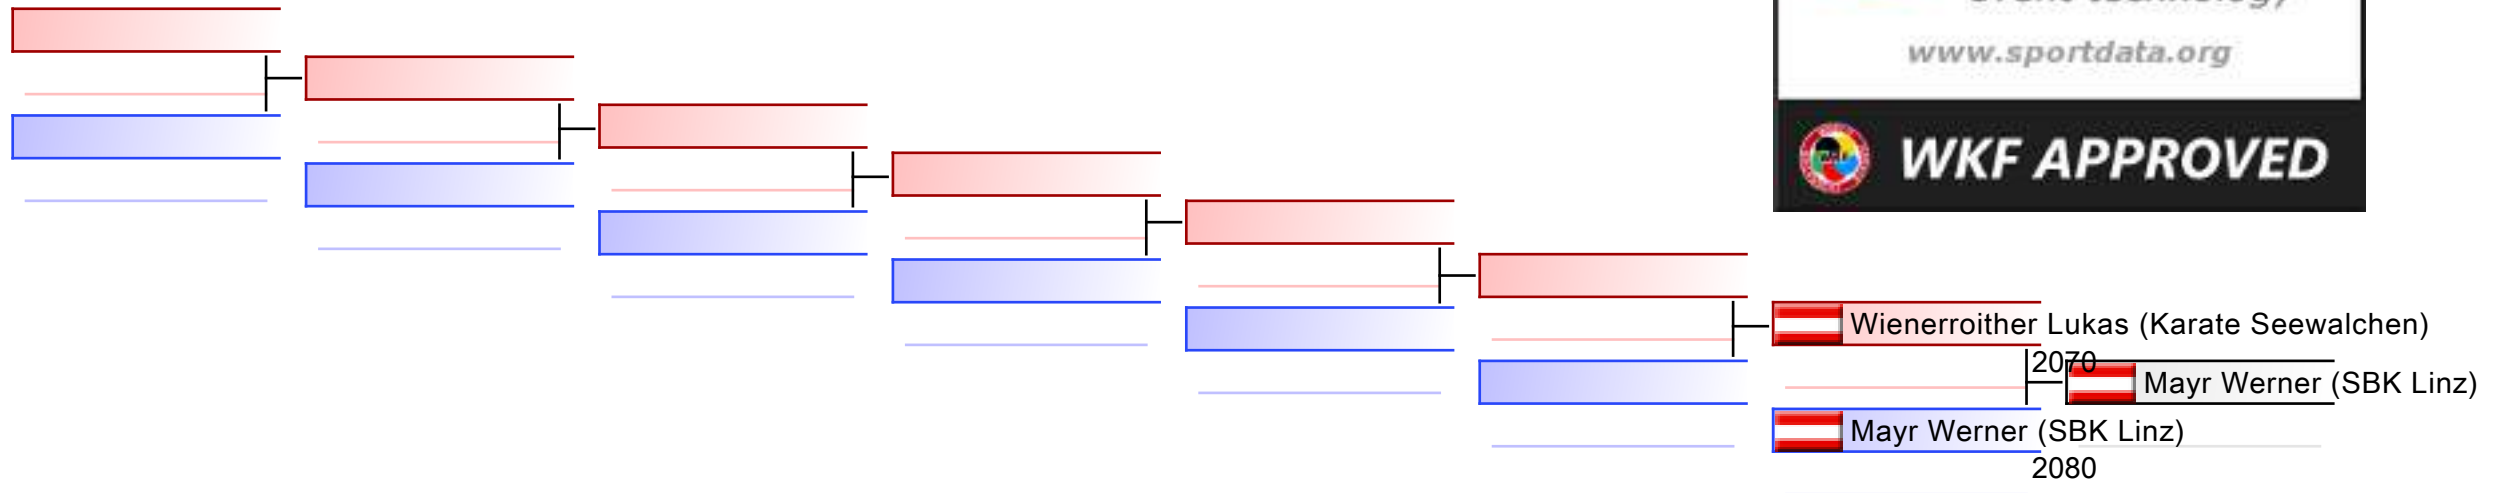 www.sportdata.org
WKF APPROVED
Wienerroither Lukas (Karate Seewalchen)
2070
Mayr Werner (SBK Linz)
Mayr Werner (SBK Linz)
2080